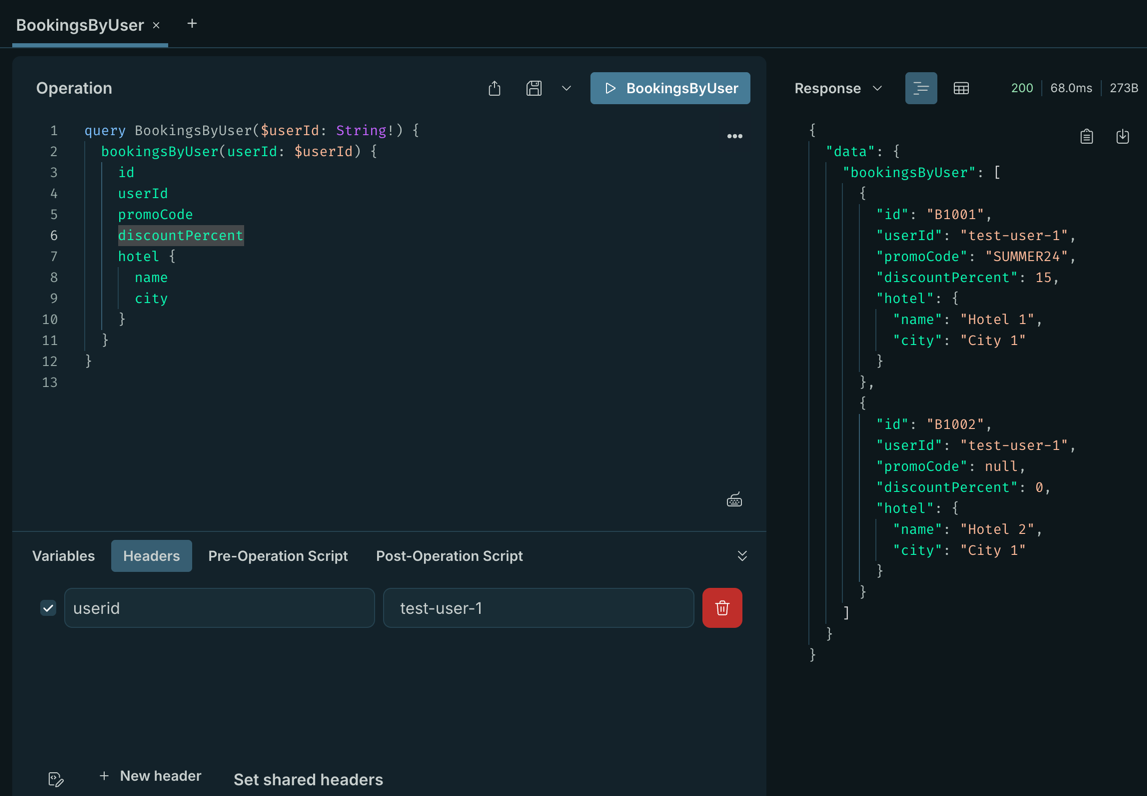 BookingsByUser × +
Operation
BookingsByUser
1 query BookingsByUser($userId: String!) {
2 bookingsByUser(userId: $userId) {
3 id
4 userId
5 promoCode
6 discountPercent
7 hotel {
8 name
9 city
10 }
11 }
12 }
13
Variables Headers Pre-Operation Script Post-Operation Script
userid test-user-1
+ New header Set shared headers
Response 200 68.0ms 273B
{
"data": {
"bookingsByUser": [
{
"id": "B1001",
"userId": "test-user-1",
"promoCode": "SUMMER24",
"discountPercent": 15,
"hotel": {
"name": "Hotel 1",
"city": "City 1"
}
},
{
"id": "B1002",
"userId": "test-user-1",
"promoCode": null,
"discountPercent": 0,
"hotel": {
"name": "Hotel 2",
"city": "City 1"
}
}
]
}
}